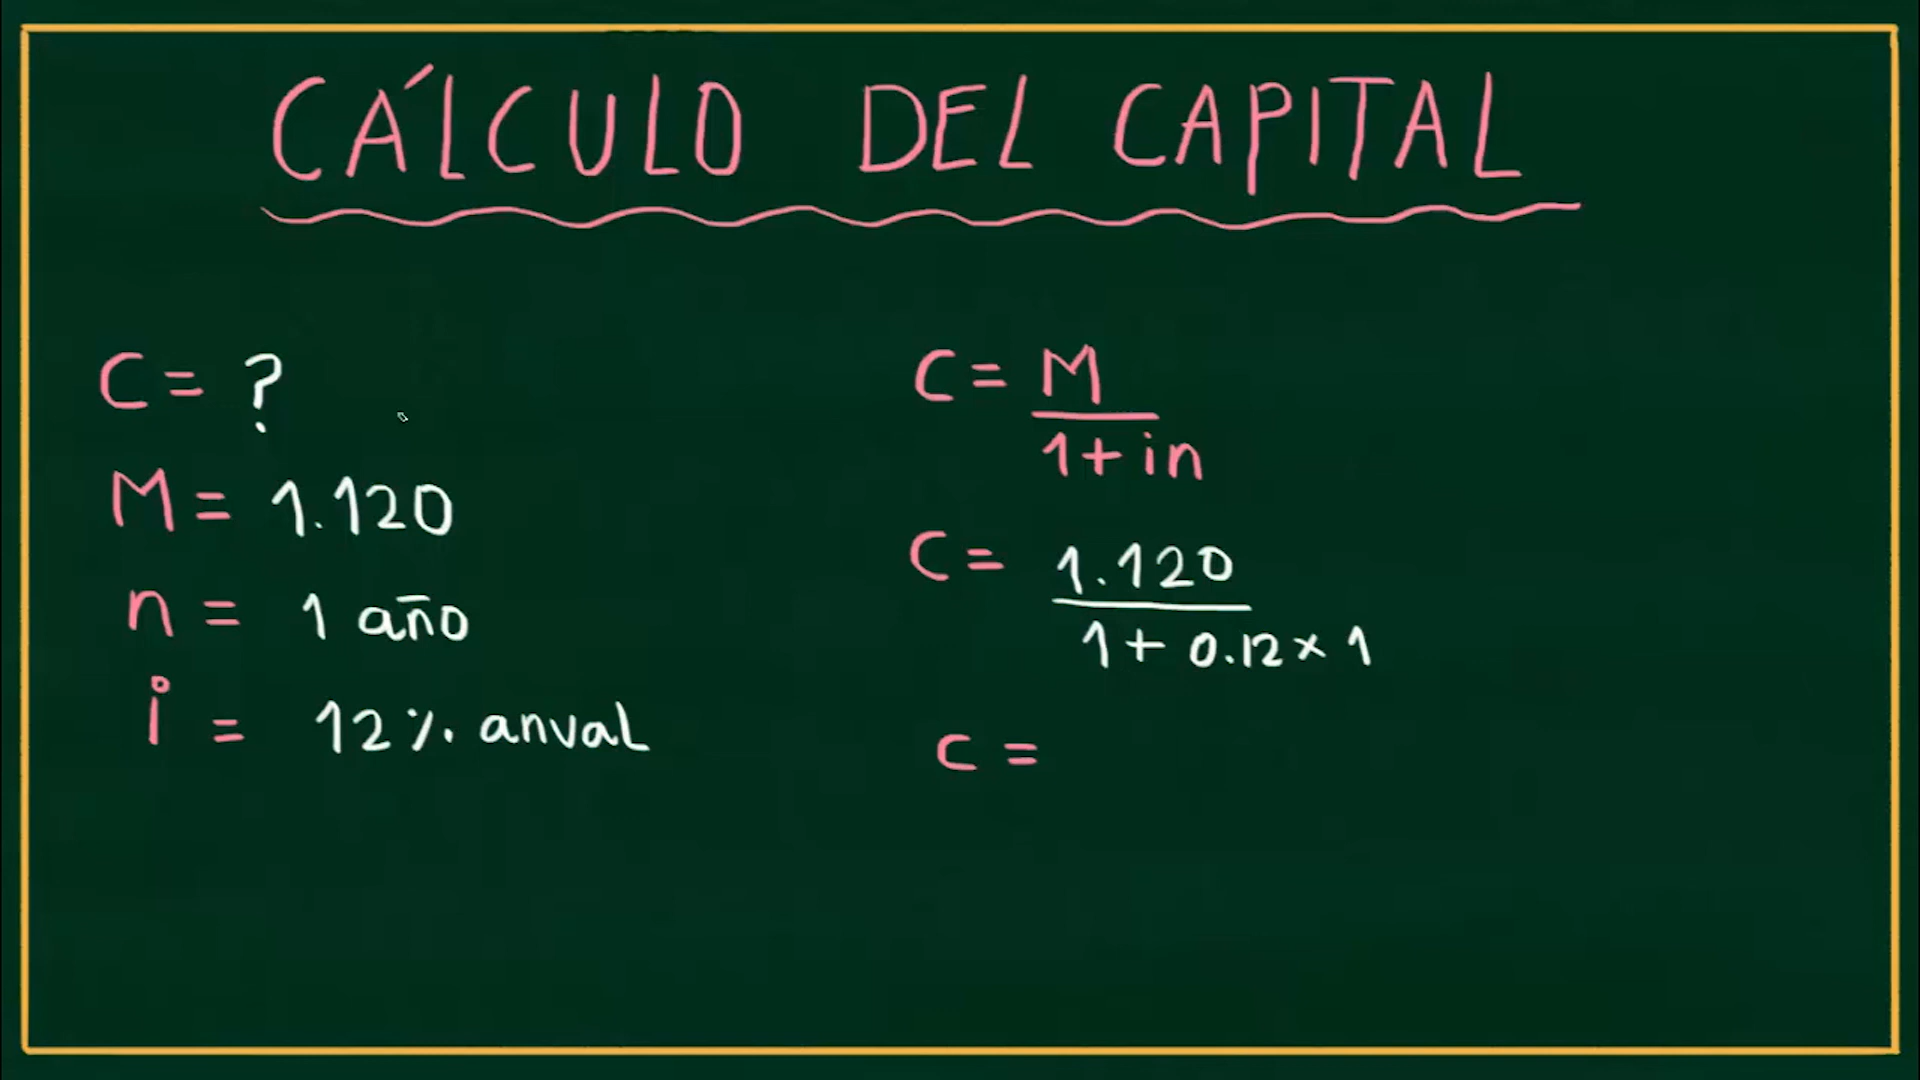 CÁLCULO DEL CAPITAL
C = ?
M = 1.120
n = 1 año
i = 12 % anual
C = M
1 + in
C = 1.120
1 + 0.12 x 1
C =